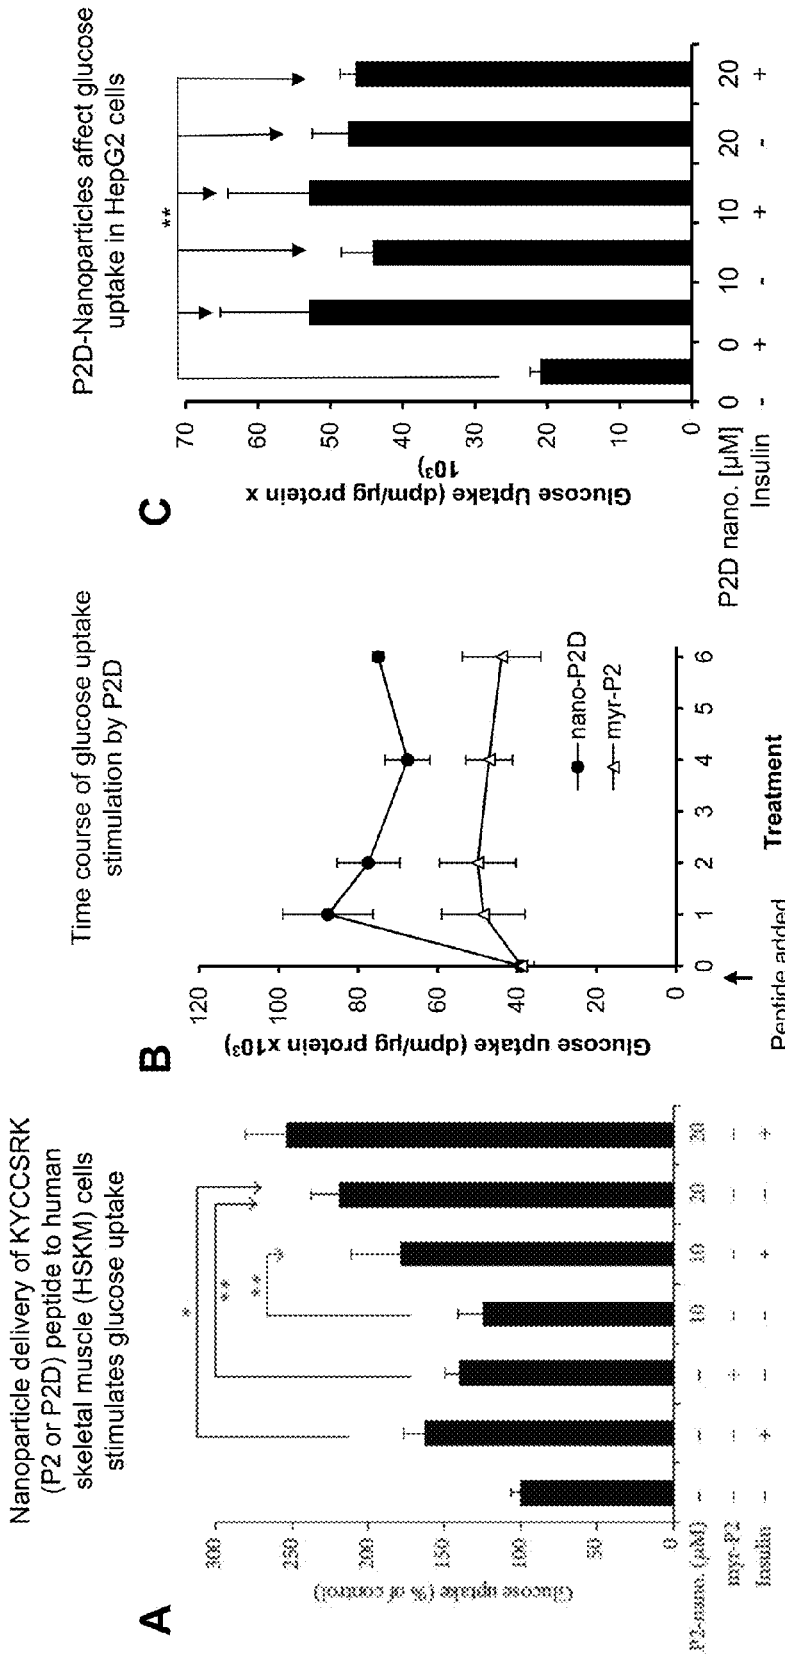 A
Nanoparticle delivery of KYCCSRK
(P2 or P2D) peptide to human
skeletal muscle (HSKM) cells
stimulates glucose uptake
Glucose uptake (% of control)
300
250
200
150
100
50
0
*
**
**
P2-nano. (μM) – – – 10 10 20 20
myr-P2 – – + – – – –
Insulin – + – – + – +
B
Time course of glucose uptake
stimulation by P2D
Glucose uptake (dpm/μg protein x10³)
120
100
80
60
40
20
0
0 1 2 3 4 5 6
nano-P2D
myr-P2
Peptide added
Treatment
C
P2D-Nanoparticles affect glucose
uptake in HepG2 cells
Glucose Uptake (dpm/μg protein x
10³)
70
60
50
40
30
20
10
0
**
P2D nano. [μM] 0 0 10 10 20 20
Insulin - + - + - +